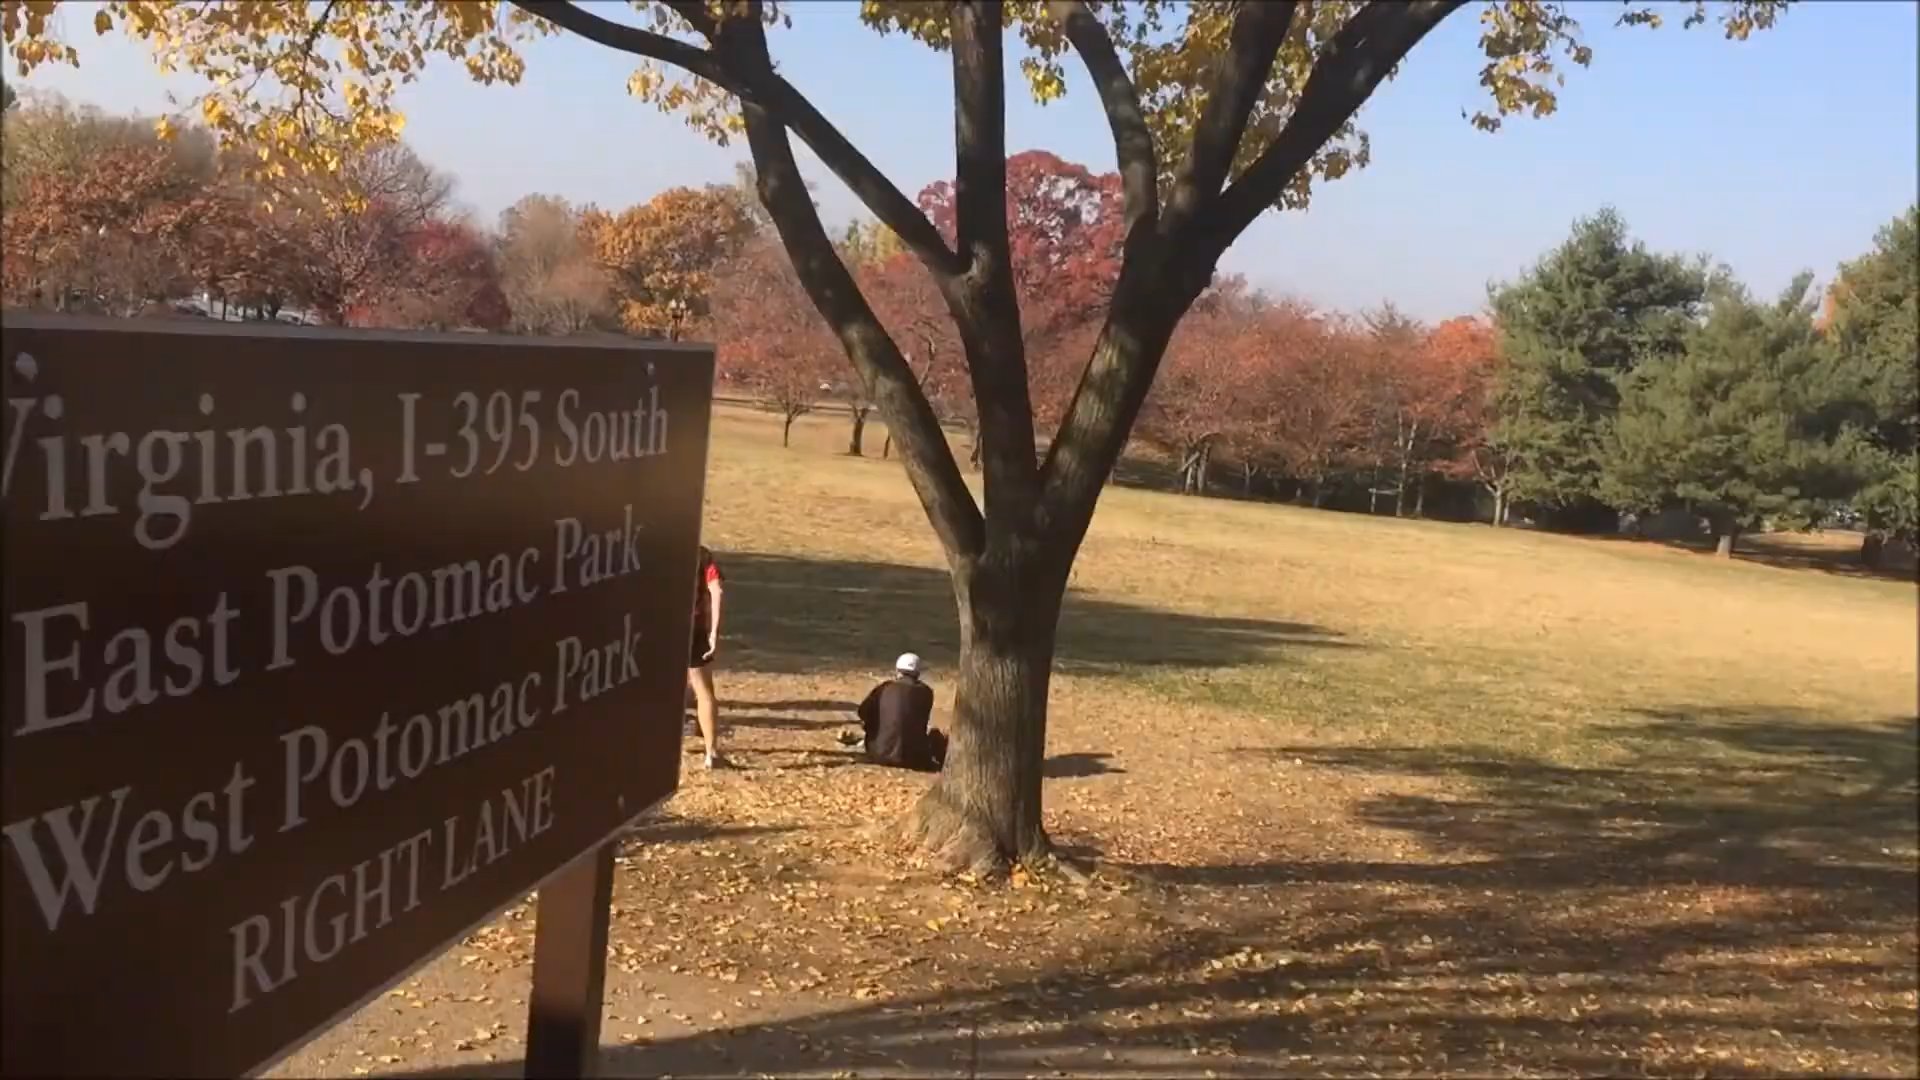 Virginia, I-395 South
East Potomac Park
West Potomac Park
RIGHT LANE